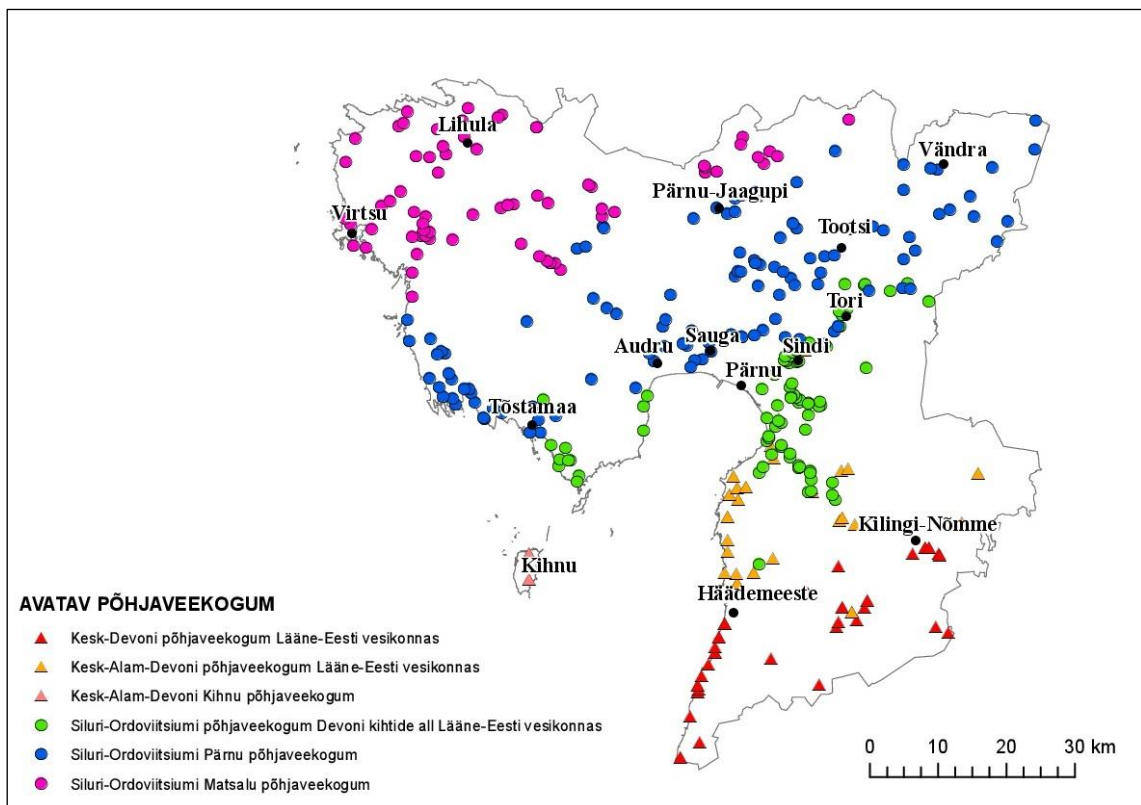 Lihula
Vändra
Pärnu-Jaagupi
Virtsu
Tootsi
Tori
Sauga
Audru
Sindi
Pärnu
Tõstamaa
Kilingi-Nõmme
Kihnu
Häädemeeste
AVATAV PÕHJAVEEKOGUM
Kesk-Devoni põhjaveekogum Lääne-Eesti vesikonnas
Kesk-Alam-Devoni põhjaveekogum Lääne-Eesti vesikonnas
Kesk-Alam-Devoni Kihnu põhjaveekogum
Siluri-Ordoviitsiumi põhjaveekogum Devoni kihtide all Lääne-Eesti vesikonnas
Siluri-Ordoviitsiumi Pärnu põhjaveekogum
Siluri-Ordoviitsiumi Matsalu põhjaveekogum
0 10 20 30 km